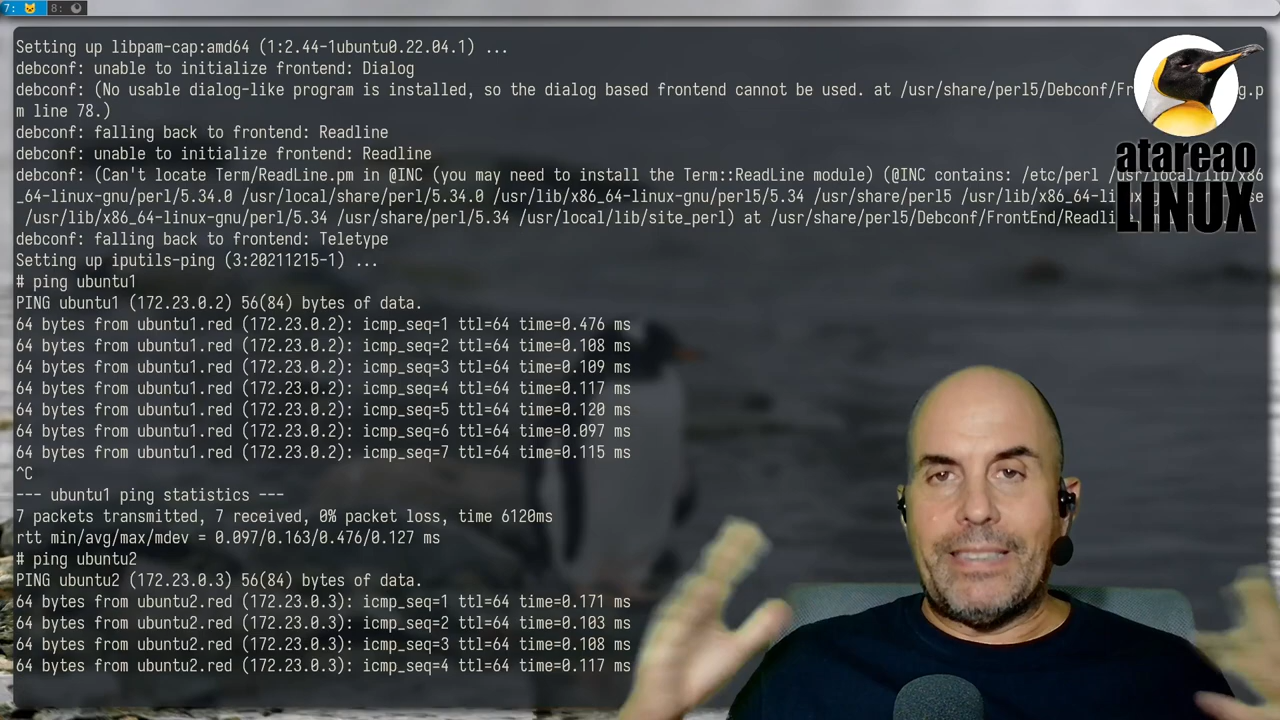 7: 8:
Setting up libpam-cap:amd64 (1:2.44-1ubuntu0.22.04.1) ...
debconf: unable to initialize frontend: Dialog
debconf: (No usable dialog-like program is installed, so the dialog based frontend cannot be used. at /usr/share/perl5/Debconf/Fr g.p
m line 78.)
debconf: falling back to frontend: Readline
debconf: unable to initialize frontend: Readline
debconf: (Can't locate Term/ReadLine.pm in @INC (you may need to install the Term::ReadLine module) (@INC contains: /etc/perl /usr/local/lib/x86
_64-linux-gnu/perl/5.34.0 /usr/local/share/perl/5.34.0 /usr/lib/x86_64-linux-gnu/perl5/5.34 /usr/share/perl5 /usr/lib/x86_64-li se
/usr/lib/x86_64-linux-gnu/perl/5.34 /usr/share/perl/5.34 /usr/local/lib/site_perl) at /usr/share/perl5/Debconf/FrontEnd/Readli
debconf: falling back to frontend: Teletype
Setting up iputils-ping (3:20211215-1) ...
# ping ubuntu1
PING ubuntu1 (172.23.0.2) 56(84) bytes of data.
64 bytes from ubuntu1.red (172.23.0.2): icmp_seq=1 ttl=64 time=0.476 ms
64 bytes from ubuntu1.red (172.23.0.2): icmp_seq=2 ttl=64 time=0.108 ms
64 bytes from ubuntu1.red (172.23.0.2): icmp_seq=3 ttl=64 time=0.109 ms
64 bytes from ubuntu1.red (172.23.0.2): icmp_seq=4 ttl=64 time=0.117 ms
64 bytes from ubuntu1.red (172.23.0.2): icmp_seq=5 ttl=64 time=0.120 ms
64 bytes from ubuntu1.red (172.23.0.2): icmp_seq=6 ttl=64 time=0.097 ms
64 bytes from ubuntu1.red (172.23.0.2): icmp_seq=7 ttl=64 time=0.115 ms
^C
--- ubuntu1 ping statistics ---
7 packets transmitted, 7 received, 0% packet loss, time 6120ms
rtt min/avg/max/mdev = 0.097/0.163/0.476/0.127 ms
# ping ubuntu2
PING ubuntu2 (172.23.0.3) 56(84) bytes of data.
64 bytes from ubuntu2.red (172.23.0.3): icmp_seq=1 ttl=64 time=0.171 ms
64 bytes from ubuntu2.red (172.23.0.3): icmp_seq=2 ttl=64 time=0.103 ms
64 bytes from ubuntu2.red (172.23.0.3): icmp_seq=3 ttl=64 time=0.108 ms
64 bytes from ubuntu2.red (172.23.0.3): icmp_seq=4 ttl=64 time=0.117 ms
atareao
LINUX